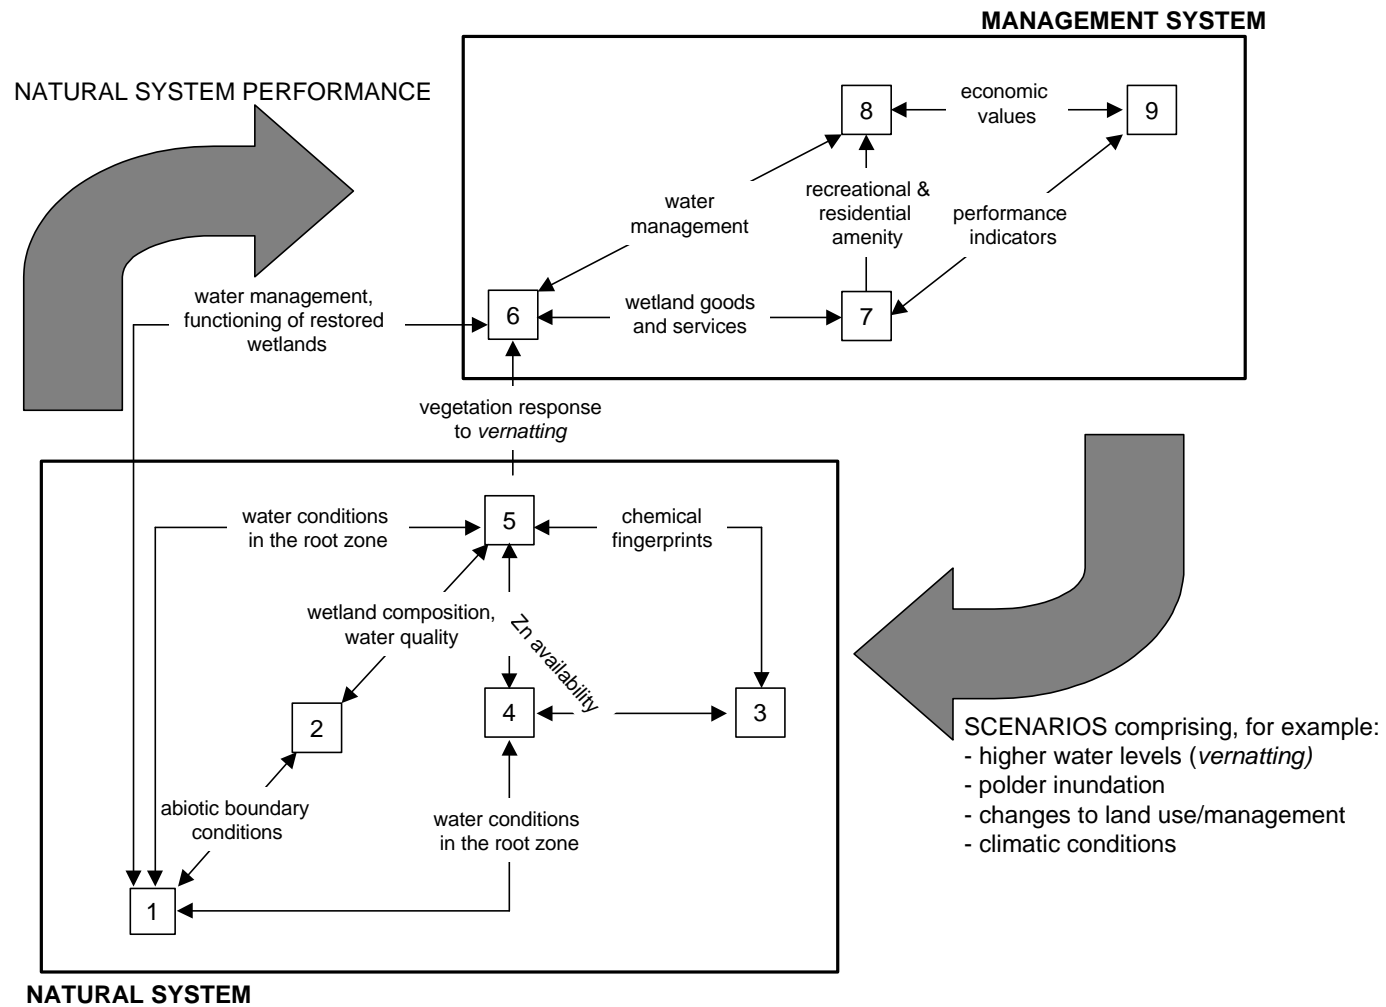 MANAGEMENT SYSTEM
NATURAL SYSTEM PERFORMANCE
8
economic
values
9
recreational &
residential
amenity
water
management
performance
indicators
water management,
functioning of restored
wetlands
6
wetland goods
and services
7
vegetation response
to vernatting
water conditions
in the root zone
5
chemical
fingerprints
wetland composition,
water quality
Zn availability
2
4
3
SCENARIOS comprising, for example:
- higher water levels (vernatting)
- polder inundation
- changes to land use/management
- climatic conditions
abiotic boundary
conditions
water conditions
in the root zone
1
NATURAL SYSTEM